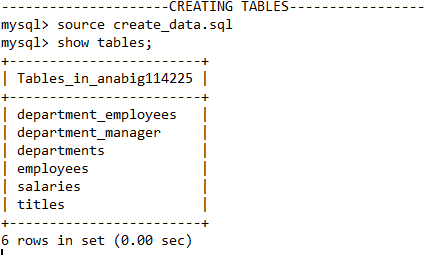 ---------------------CREATING TABLES-----------------
mysql> source create_data.sql
mysql> show tables;
+------------------------+
| Tables_in_anabig114225 |
+------------------------+
| department_employees   |
| department_manager     |
| departments            |
| employees              |
| salaries               |
| titles                 |
+------------------------+
6 rows in set (0.00 sec)